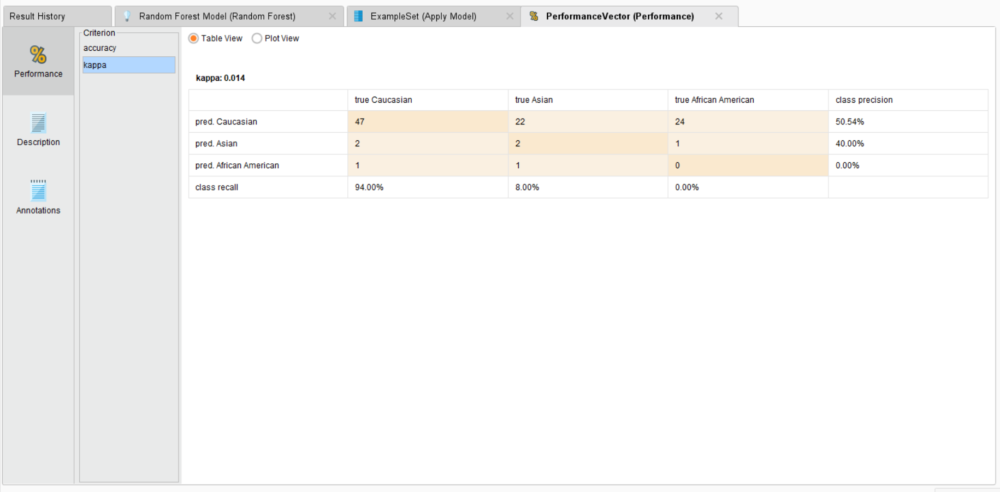 Result History
Random Forest Model (Random Forest)
ExampleSet (Apply Model)
% PerformanceVector (Performance)
%
Performance
Description
Annotations
Criterion
accuracy
kappa
Table View Plot View
kappa: 0.014
true Caucasian true Asian true African American class precision
pred. Caucasian 47 22 24 50.54%
pred. Asian 2 2 1 40.00%
pred. African American 1 1 0 0.00%
class recall 94.00% 8.00% 0.00%